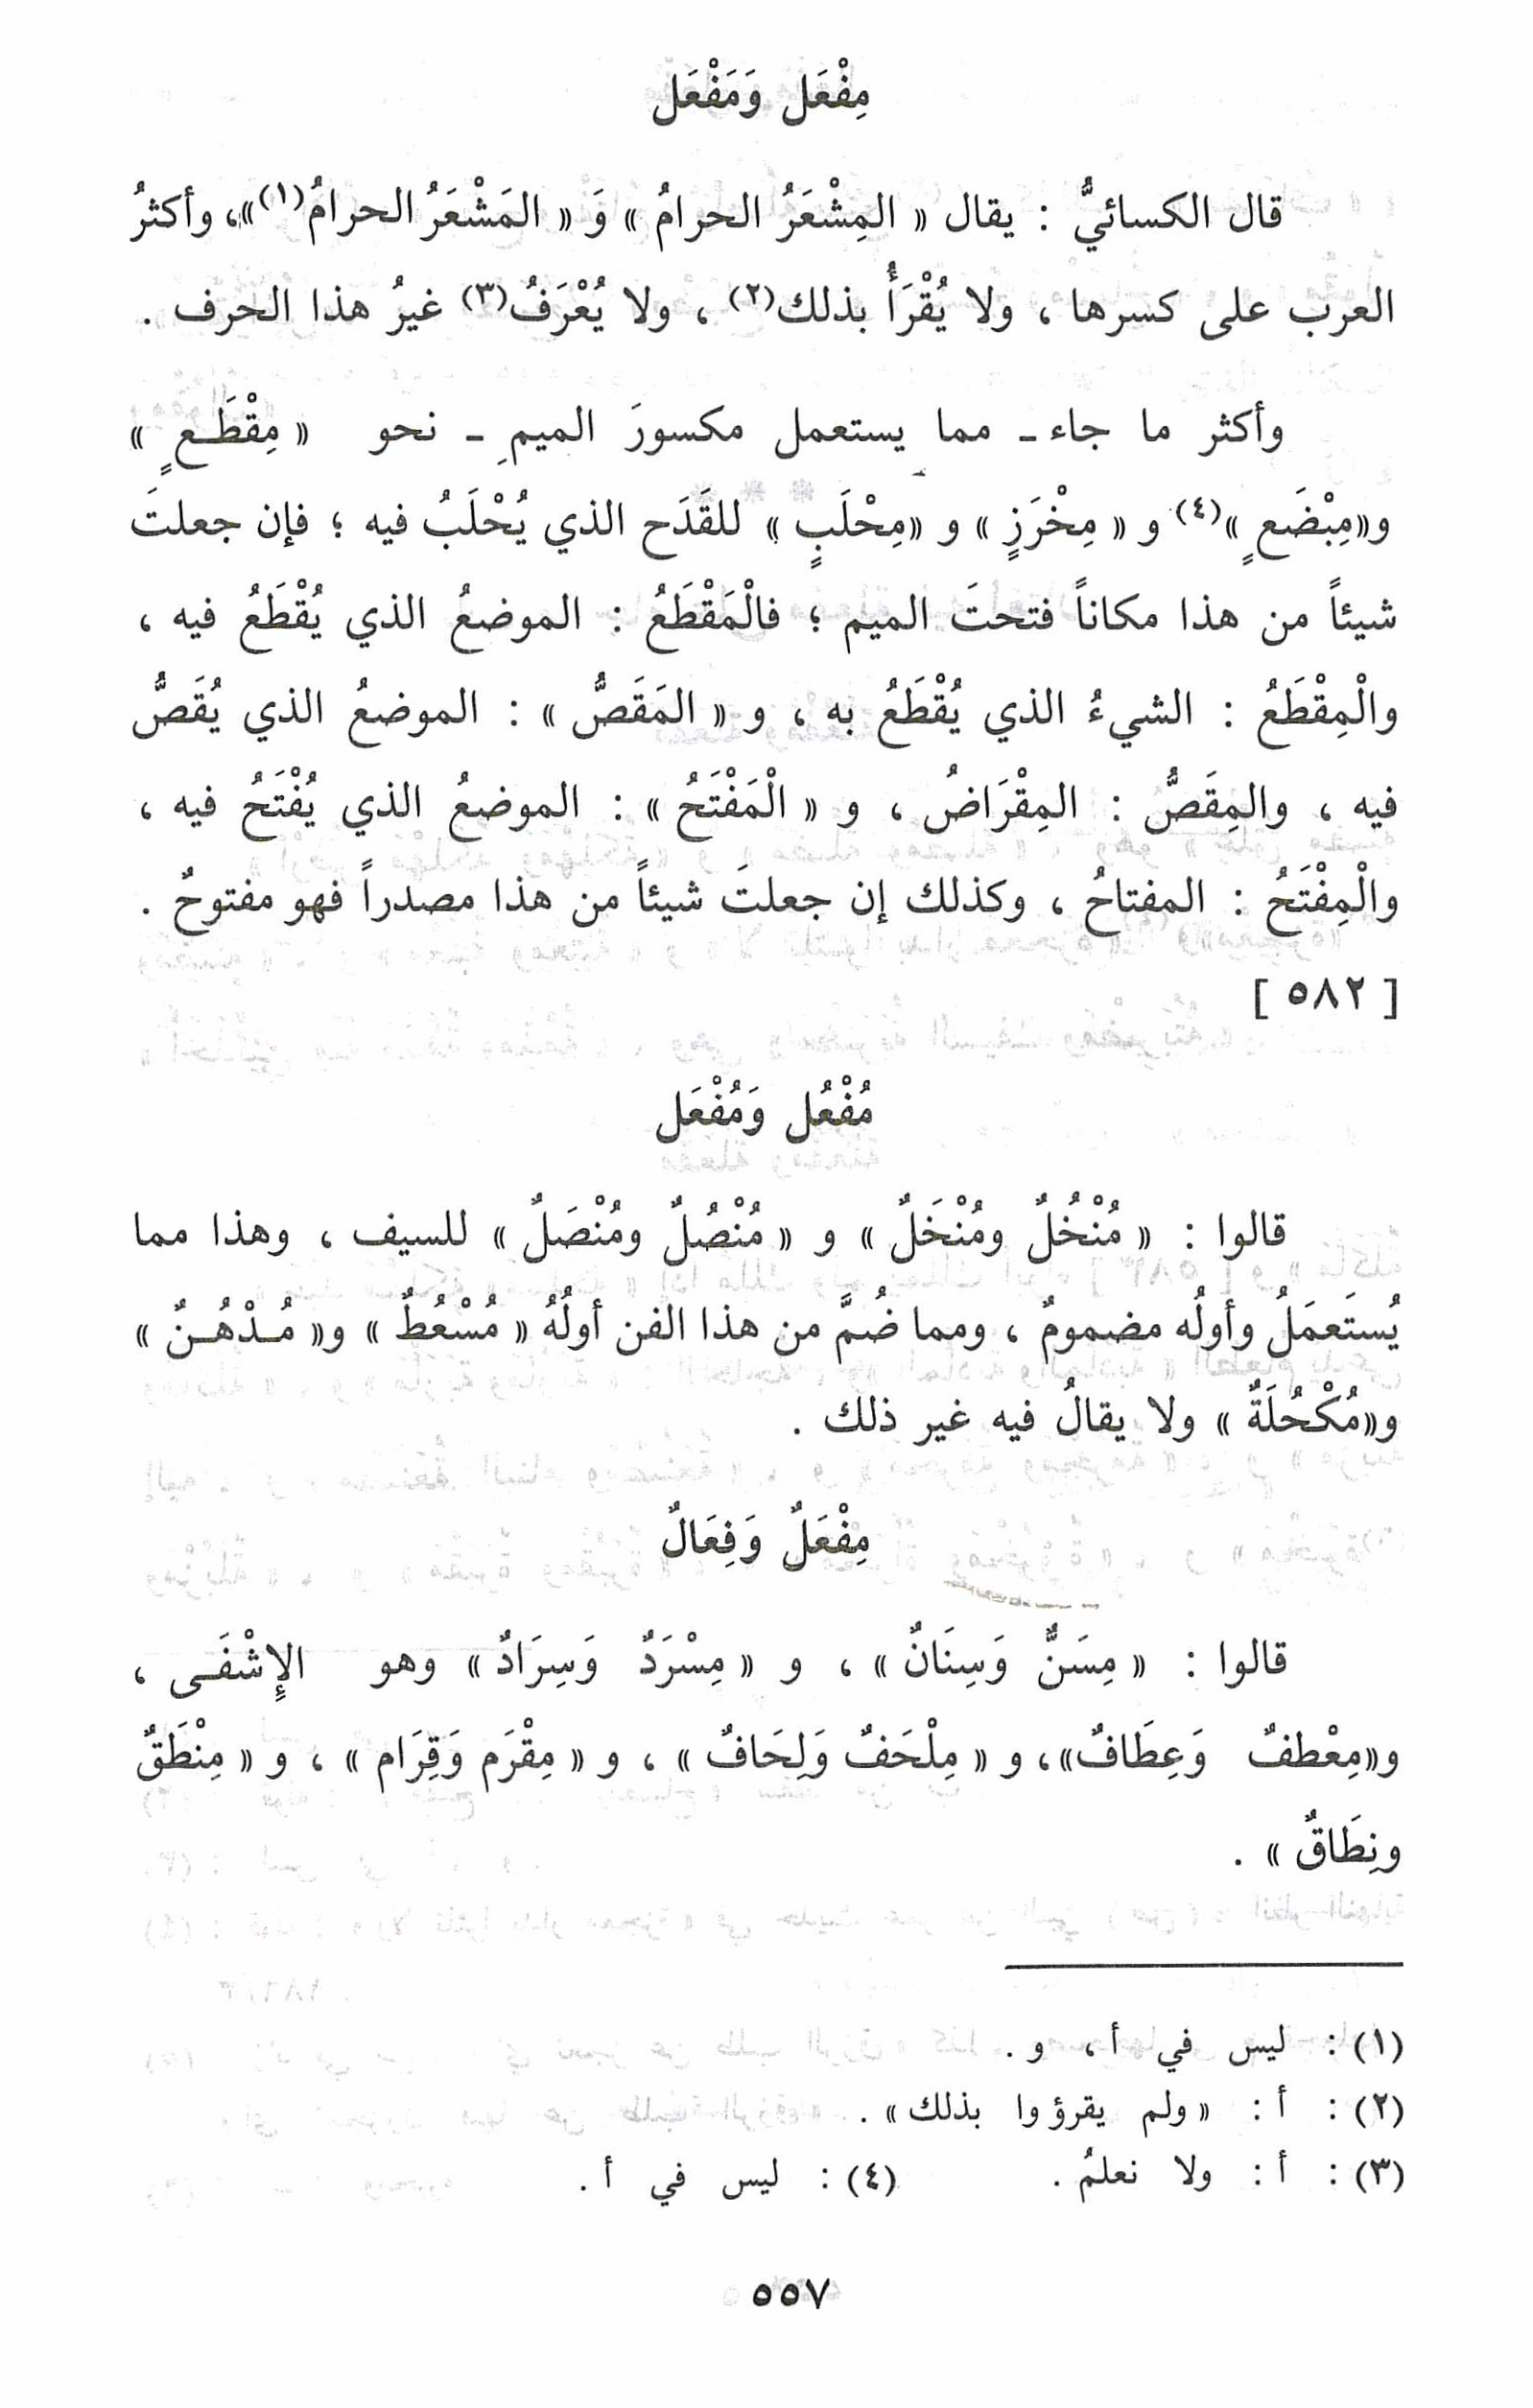 مِفْعَل وَمَفْعَل
قال الكسائيُّ : يقال « المِشْعَرُ الحرامُ » وَ « المَشْعَرُ الحرامُ(١)»، وأكثرُ
العرب على كسرها ، ولا يُقْرَأُ بذلك(٢) ، ولا يُعْرَفُ(٣) غيرُ هذا الحرف .
وأكثر ما جاء ـ مما يستعمل مكسورَ الميمِ ـ نحو « مِقْطَعٍ »
و«مِبْضَعٍ »(٤) و « مِخْرَزٍ » و «مِحْلَبٍ » للقَدَح الذي يُحْلَبُ فيه ؛ فإن جعلتَ
شيئاً من هذا مكاناً فتحتَ الميم ؛ فالْمَقْطَعُ : الموضعُ الذي يُقْطَعُ فيه ،
والْمِقْطَعُ : الشيءُ الذي يُقْطَعُ به ، و « المَقَصُّ » : الموضعُ الذي يُقَصُّ
فيه ، والمِقَصُّ : المِقْرَاضُ ، و « الْمَفْتَحُ » : الموضعُ الذي يُفْتَحُ فيه ،
والْمِفْتَحُ : المفتاحُ ، وكذلك إن جعلتَ شيئاً من هذا مصدراً فهو مفتوحٌ .
[ ٥٨٢ ]
مُفْعُل وَمُفْعَل
قالوا : « مُنْخُلٌ ومُنْخَلٌ » و « مُنْصُلٌ ومُنْصَلٌ » للسيف ، وهذا مما
يُستَعمَلُ وأولُه مضمومٌ ، ومما ضُمَّ من هذا الفن أولُهُ « مُسْعُطٌ » و« مُدْهُنٌ »
و«مُكْحُلَةٌ » ولا يقالُ فيه غير ذلك .
مِفْعَلٌ وَفِعَالٌ
قالوا : « مِسَنٌّ وَسِنَانٌ » ، و « مِسْرَدٌ وَسِرَادٌ » وهو الإِشْفَى ،
و«مِعْطفٌ وَعِطَافٌ»، و « مِلْحَفٌ وَلِحَافٌ » ، و « مِقْرَم وَقِرَام » ، و « مِنْطَقٌ
ونِطَاقٌ » .
(١) : ليس في أ ، و .
(٢) : أ : « ولم يقرؤوا بذلك » .
(٣) : أ : ولا نعلمُ . (٤) : ليس في أ .
٥٥٧